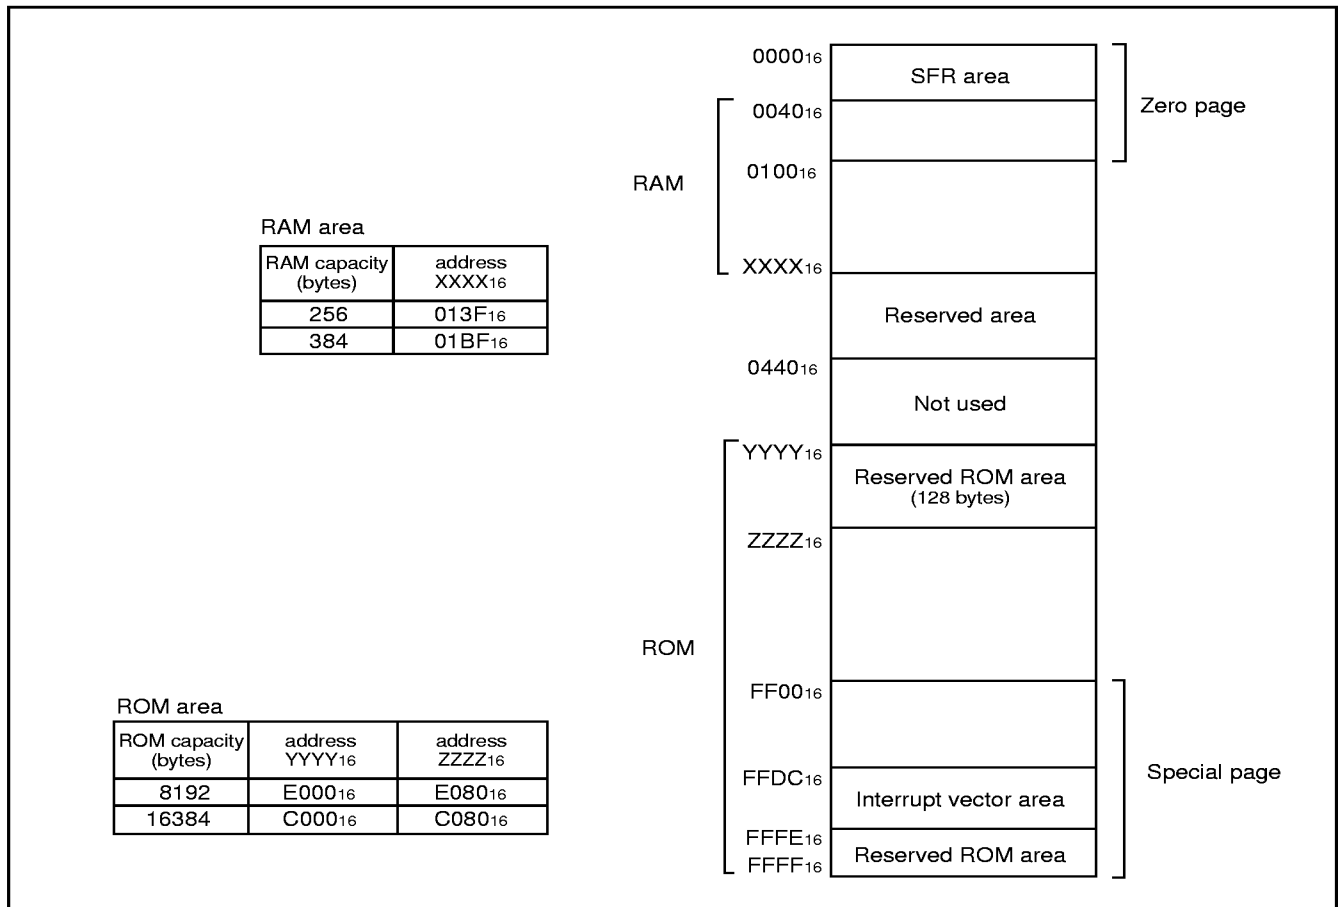 0000₁₆
SFR area
0040₁₆
Zero page
0100₁₆
RAM
XXXX₁₆
Reserved area
0440₁₆
Not used
YYYY₁₆
Reserved ROM area
(128 bytes)
ZZZZ₁₆
ROM
FF00₁₆
FFDC₁₆
Special page
Interrupt vector area
FFFE₁₆
Reserved ROM area
FFFF₁₆
RAM area
RAM capacity (bytes) address XXXX₁₆
256 013F₁₆
384 01BF₁₆
ROM area
ROM capacity (bytes) address YYYY₁₆ address ZZZZ₁₆
8192 E000₁₆ E080₁₆
16384 C000₁₆ C080₁₆